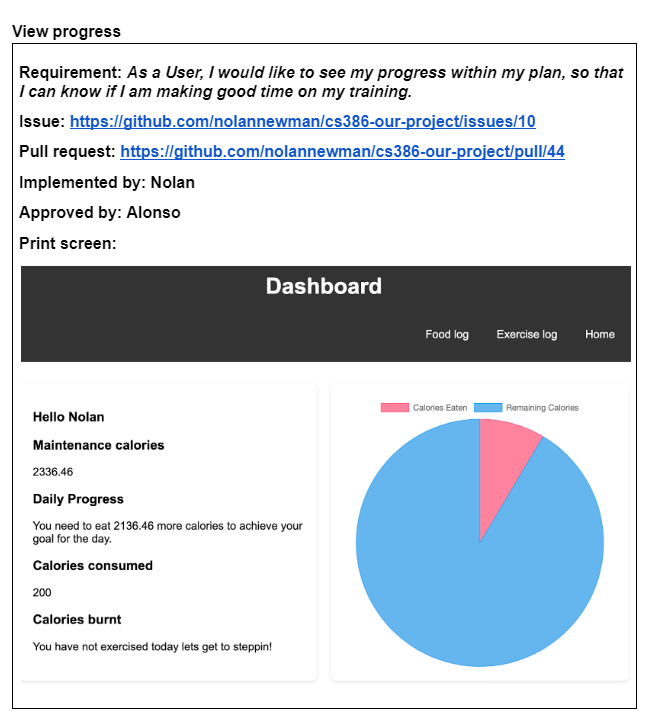 View progress
Requirement: As a User, I would like to see my progress within my plan, so that
I can know if I am making good time on my training.
Issue: https://github.com/nolannewman/cs386-our-project/issues/10
Pull request: https://github.com/nolannewman/cs386-our-project/pull/44
Implemented by: Nolan
Approved by: Alonso
Print screen:
Dashboard
Food log Exercise log Home
Hello Nolan
Maintenance calories
2336.46
Daily Progress
You need to eat 2136.46 more calories to achieve your
goal for the day.
Calories consumed
200
Calories burnt
You have not exercised today lets get to steppin!
Calories Eaten Remaining Calories